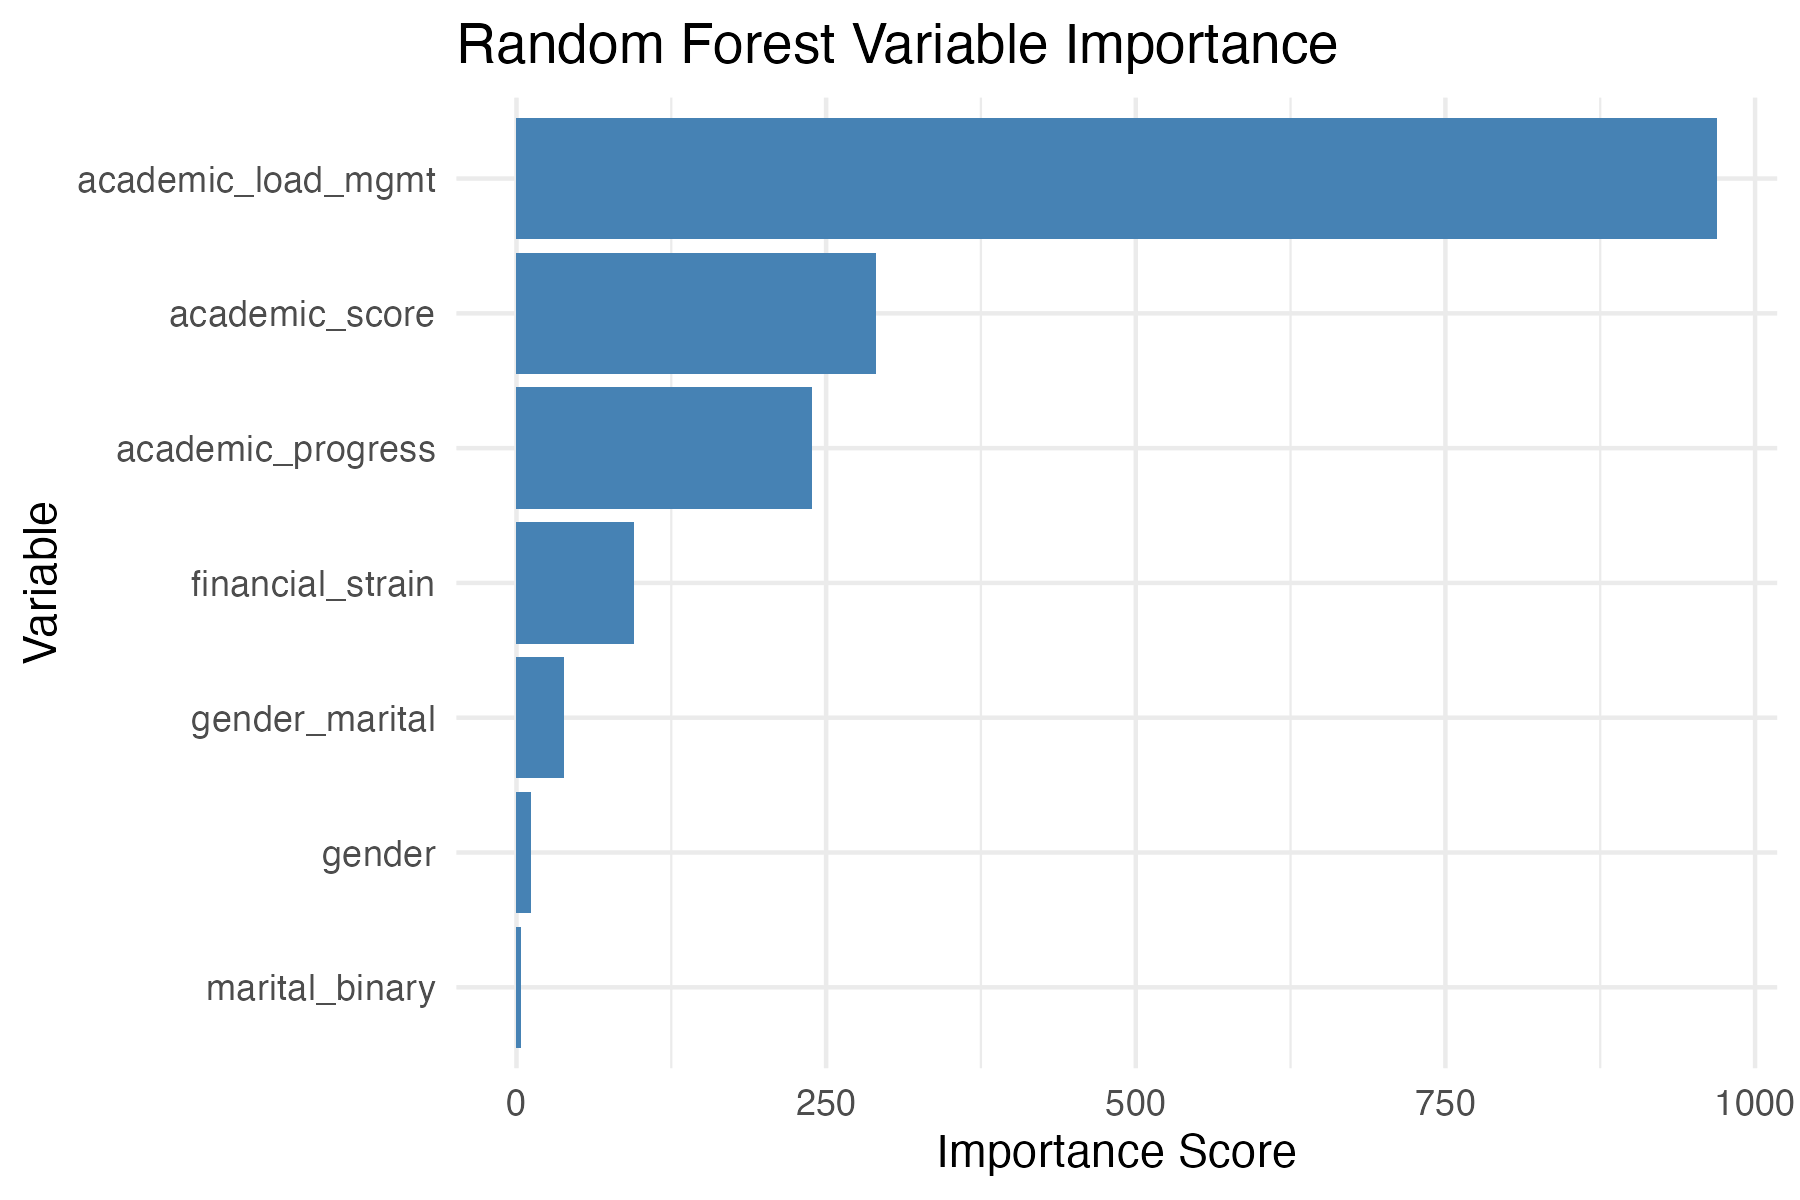 Random Forest Variable Importance
academic_load_mgmt
academic_score
academic_progress
financial_strain
gender_marital
gender
marital_binary
Variable
0 250 500 750 1000
Importance Score